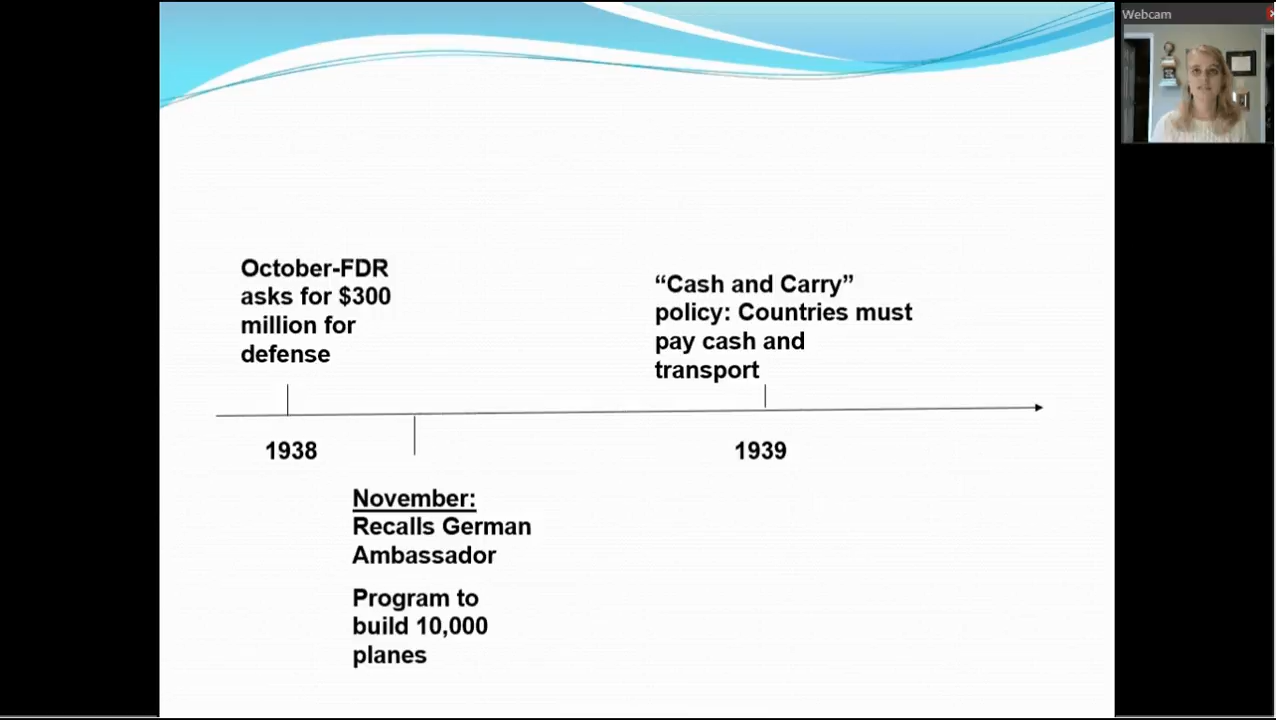 Webcam
October-FDR
asks for $300
million for
defense
“Cash and Carry”
policy: Countries must
pay cash and
transport
1938
1939
November:
Recalls German
Ambassador
Program to
build 10,000
planes